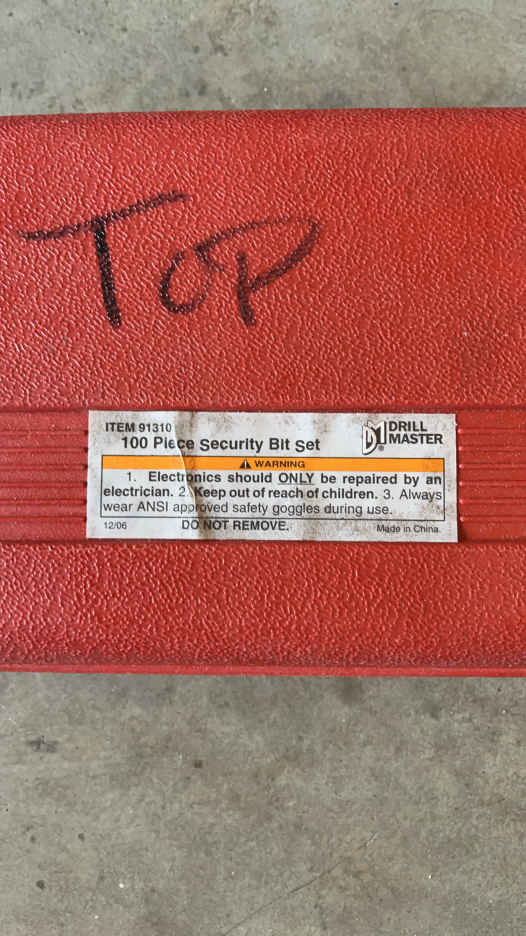 TOP
ITEM 91310
100 Piece Security Bit Set
DM DRILL
MASTER
®
WARNING
1. Electronics should ONLY be repaired by an
electrician. 2. Keep out of reach of children. 3. Always
wear ANSI approved safety goggles during use.
12/06 DO NOT REMOVE. Made in China.